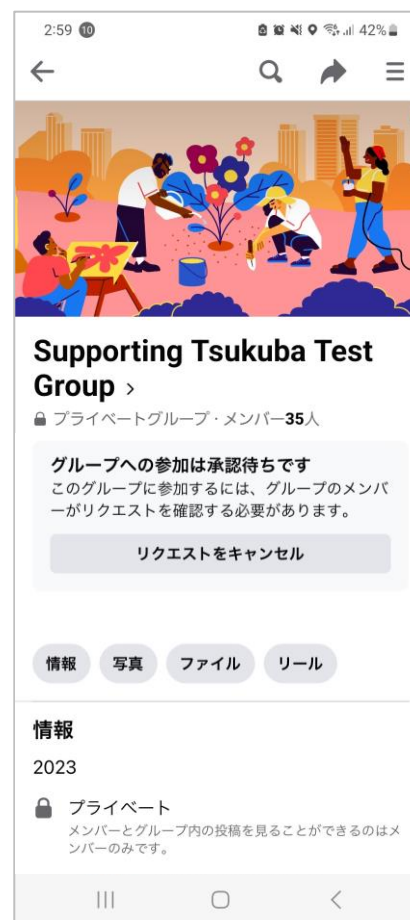 2:59 10 42%
Supporting Tsukuba Test
Group >
プライベートグループ・メンバー35人
グループへの参加は承認待ちです
このグループに参加するには、グループのメンバ
ーがリクエストを確認する必要があります。
リクエストをキャンセル
情報 写真 ファイル リール
情報
2023
プライベート
メンバーとグループ内の投稿を見ることができるのはメ
ンバーのみです。